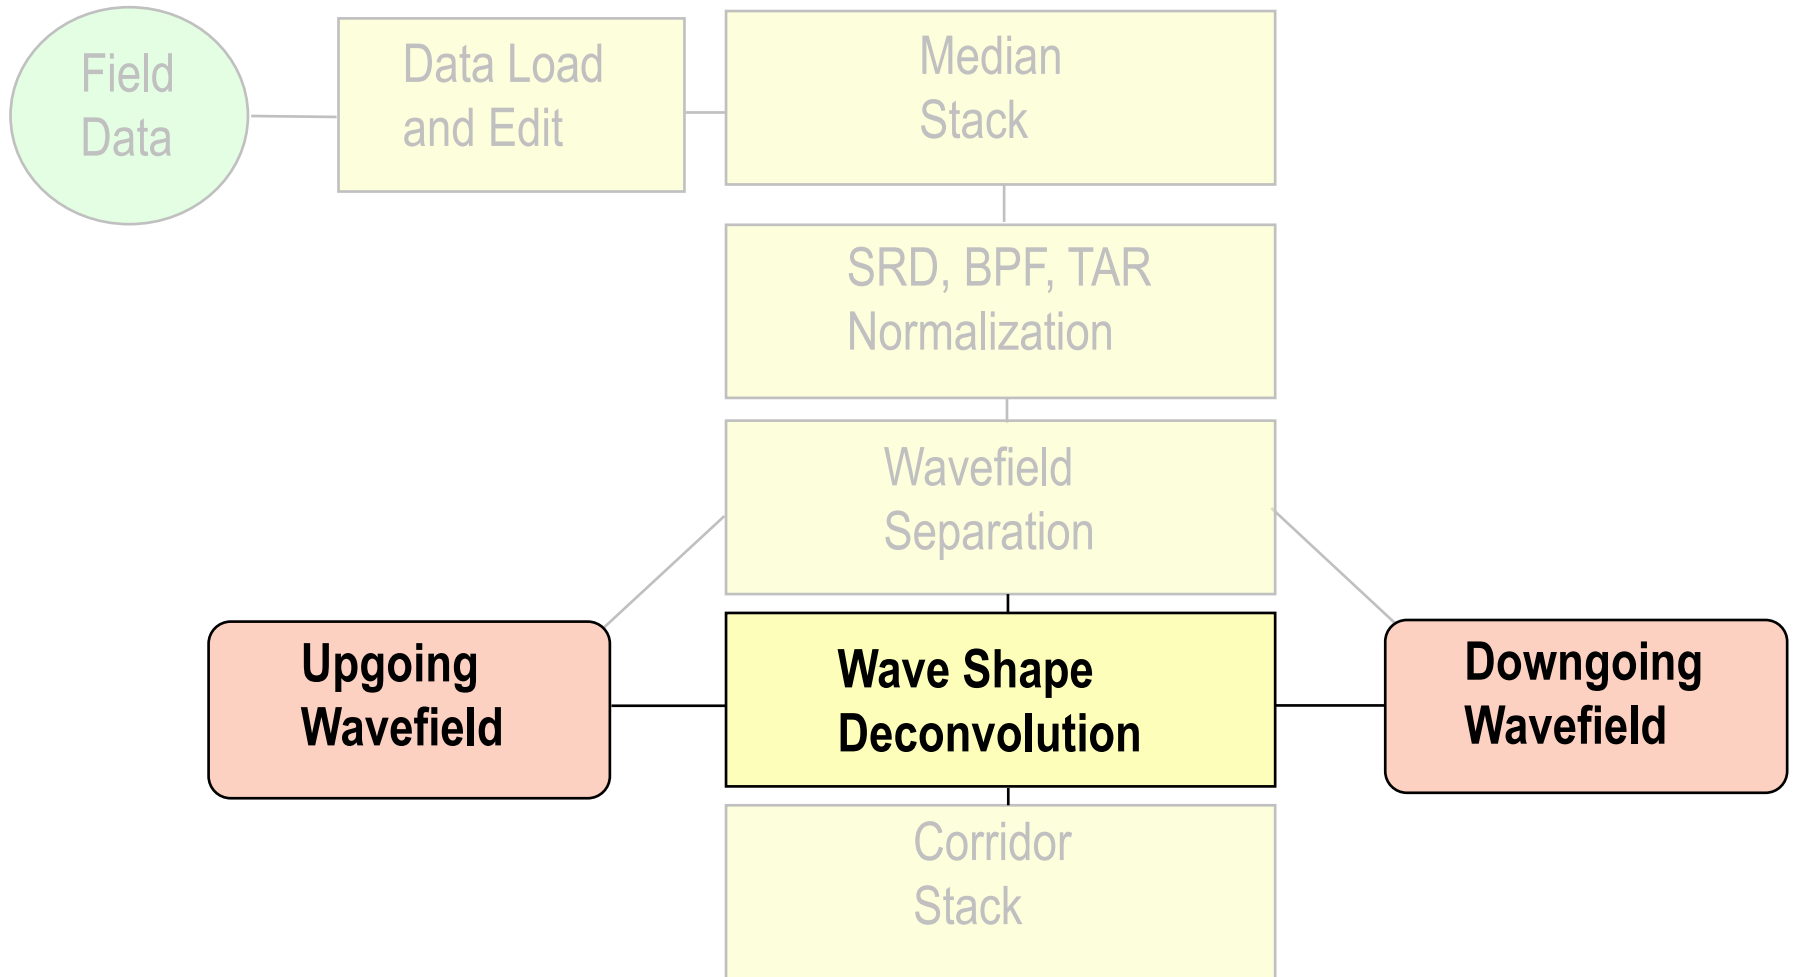 Field
Data
Data Load
and Edit
Median
Stack
SRD, BPF, TAR
Normalization
Wavefield
Separation
Upgoing
Wavefield
Wave Shape
Deconvolution
Downgoing
Wavefield
Corridor
Stack